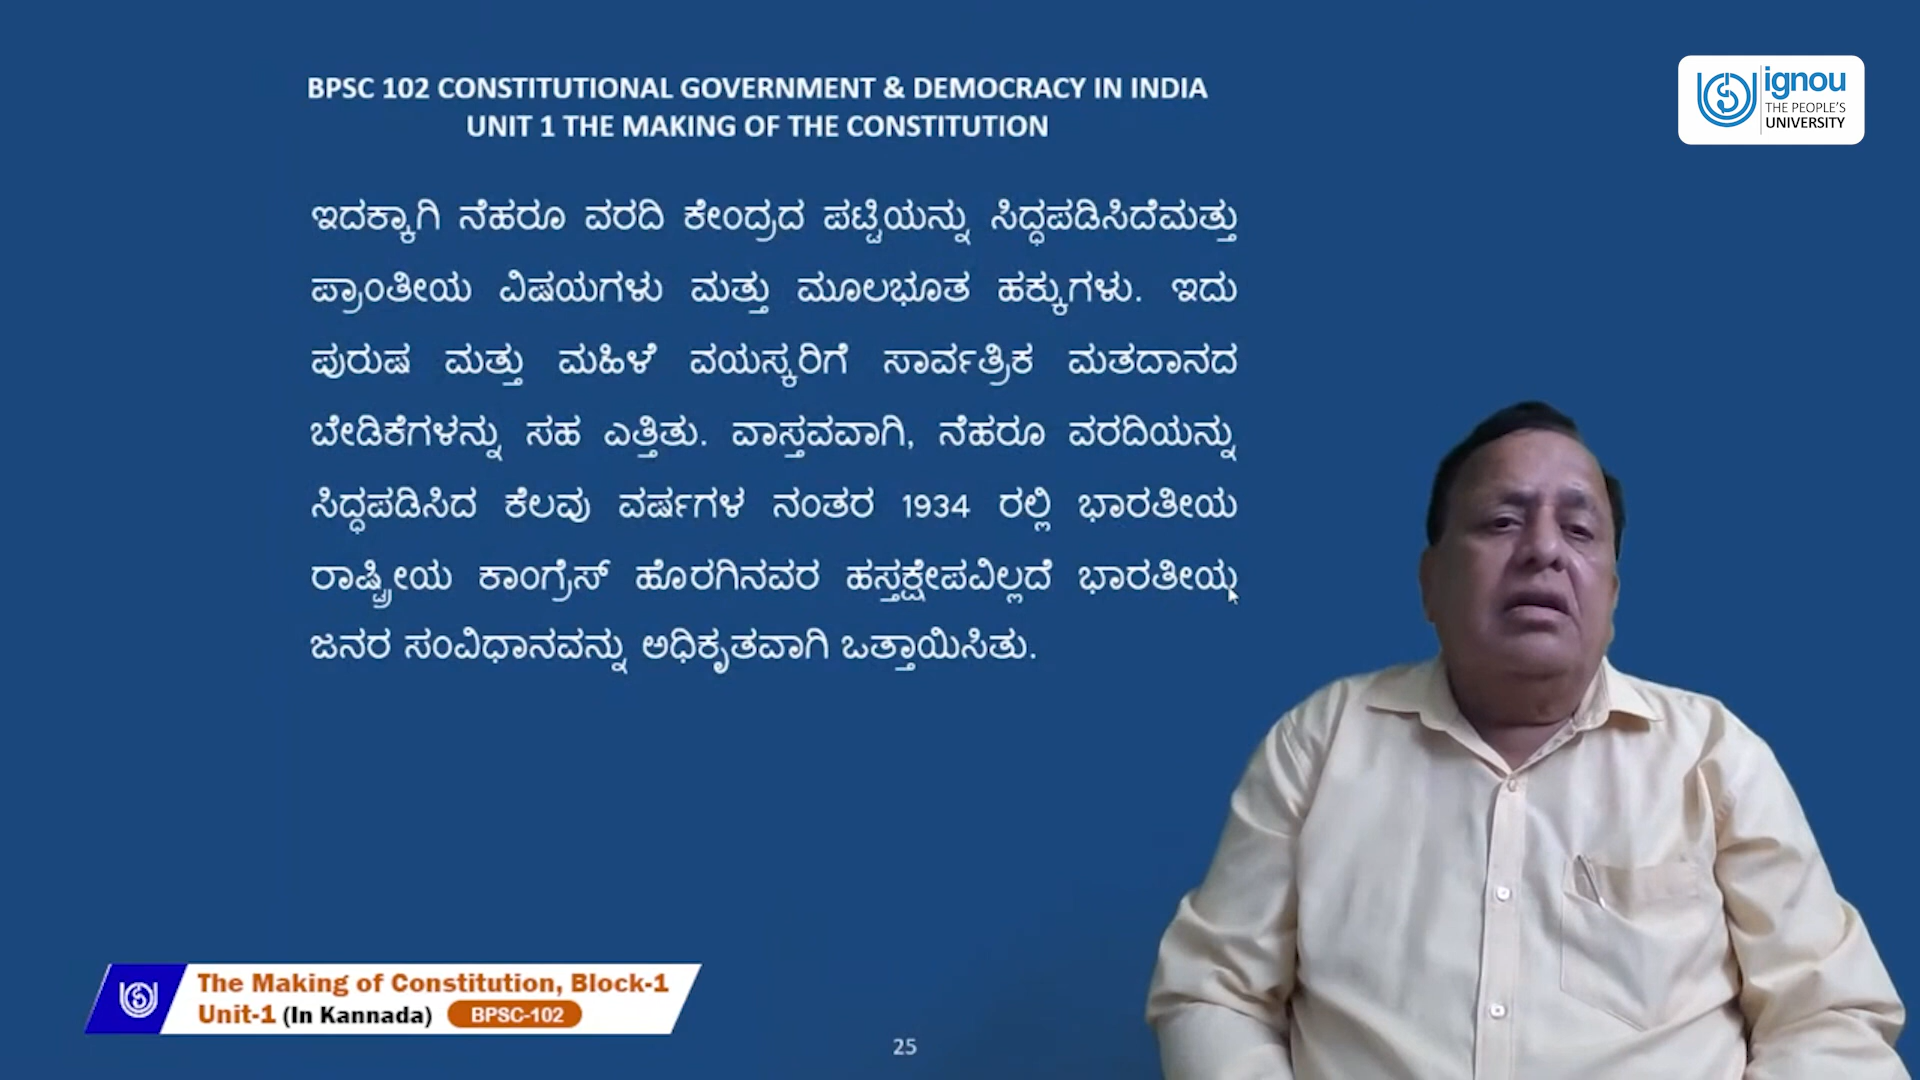 BPSC 102 CONSTITUTIONAL GOVERNMENT & DEMOCRACY IN INDIA
UNIT 1 THE MAKING OF THE CONSTITUTION
ignou
THE PEOPLE'S
UNIVERSITY
ಇದಕ್ಕಾಗಿ ನೆಹರೂ ವರದಿ ಕೇಂದ್ರದ ಪಟ್ಟಿಯನ್ನು ಸಿದ್ಧಪಡಿಸಿದೆಮತ್ತು
ಪ್ರಾಂತೀಯ ವಿಷಯಗಳು ಮತ್ತು ಮೂಲಭೂತ ಹಕ್ಕುಗಳು. ಇದು
ಪುರುಷ ಮತ್ತು ಮಹಿಳೆ ವಯಸ್ಕರಿಗೆ ಸಾರ್ವತ್ರಿಕ ಮತದಾನದ
ಬೇಡಿಕೆಗಳನ್ನು ಸಹ ಎತ್ತಿತು. ವಾಸ್ತವವಾಗಿ, ನೆಹರೂ ವರದಿಯನ್ನು
ಸಿದ್ಧಪಡಿಸಿದ ಕೆಲವು ವರ್ಷಗಳ ನಂತರ 1934 ರಲ್ಲಿ ಭಾರತೀಯ
ರಾಷ್ಟ್ರೀಯ ಕಾಂಗ್ರೆಸ್ ಹೊರಗಿನವರ ಹಸ್ತಕ್ಷೇಪವಿಲ್ಲದೆ ಭಾರತೀಯ
ಜನರ ಸಂವಿಧಾನವನ್ನು ಅಧಿಕೃತವಾಗಿ ಒತ್ತಾಯಿಸಿತು.
The Making of Constitution, Block-1
Unit-1 (In Kannada) BPSC-102
25